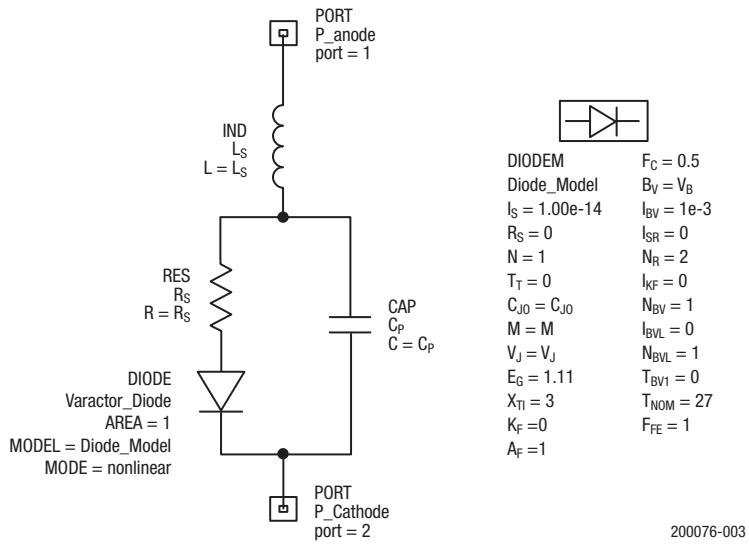 PORT
P_anode
port = 1
IND
LS
L = LS
RES
RS
R = RS
CAP
CP
C = CP
DIODE
Varactor_Diode
AREA = 1
MODEL = Diode_Model
MODE = nonlinear
PORT
P_Cathode
port = 2
DIODEM
Diode_Model
IS = 1.00e-14
RS = 0
N = 1
TT = 0
CJO = CJO
M = M
VJ = VJ
EG = 1.11
XTI = 3
KF =0
AF =1
FC = 0.5
BV = VB
IBV = 1e-3
ISR = 0
NR = 2
IKF = 0
NBV = 1
IBVL = 0
NBVL = 1
TBV1 = 0
TNOM = 27
FFE = 1
200076-003